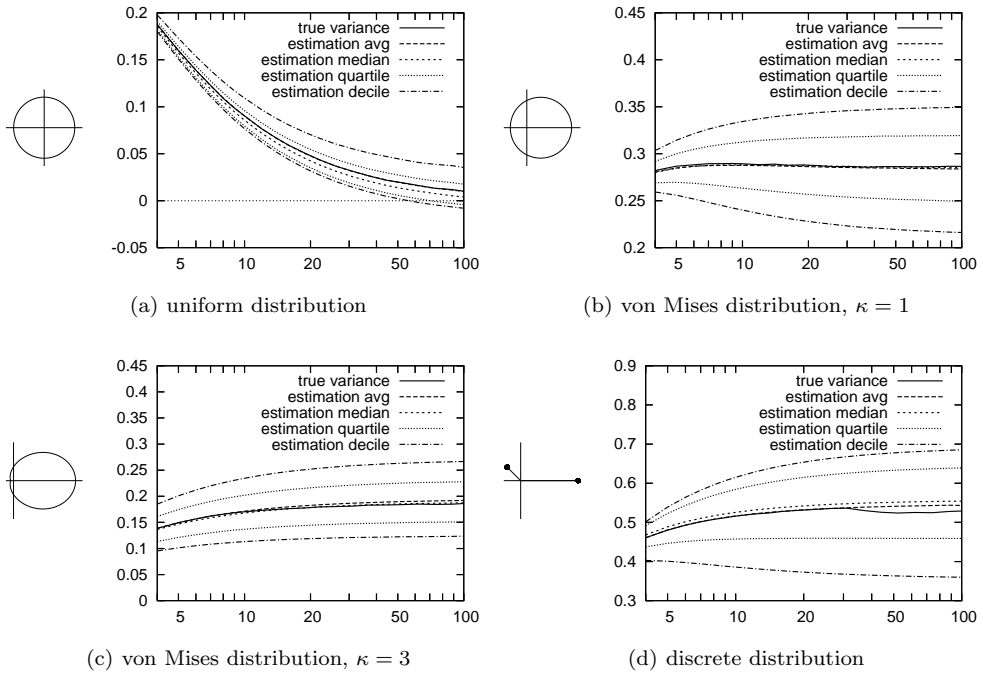 0.2
0.15
0.1
0.05
0
-0.05
true variance
estimation avg
estimation median
estimation quartile
estimation decile
5 10 20 50 100
(a) uniform distribution
0.45
0.4
0.35
0.3
0.25
0.2
true variance
estimation avg
estimation median
estimation quartile
estimation decile
5 10 20 50 100
(b) von Mises distribution, κ = 1
0.45
0.4
0.35
0.3
0.25
0.2
0.15
0.1
0.05
0
true variance
estimation avg
estimation median
estimation quartile
estimation decile
5 10 20 50 100
(c) von Mises distribution, κ = 3
0.9
0.8
0.7
0.6
0.5
0.4
0.3
true variance
estimation avg
estimation median
estimation quartile
estimation decile
5 10 20 50 100
(d) discrete distribution